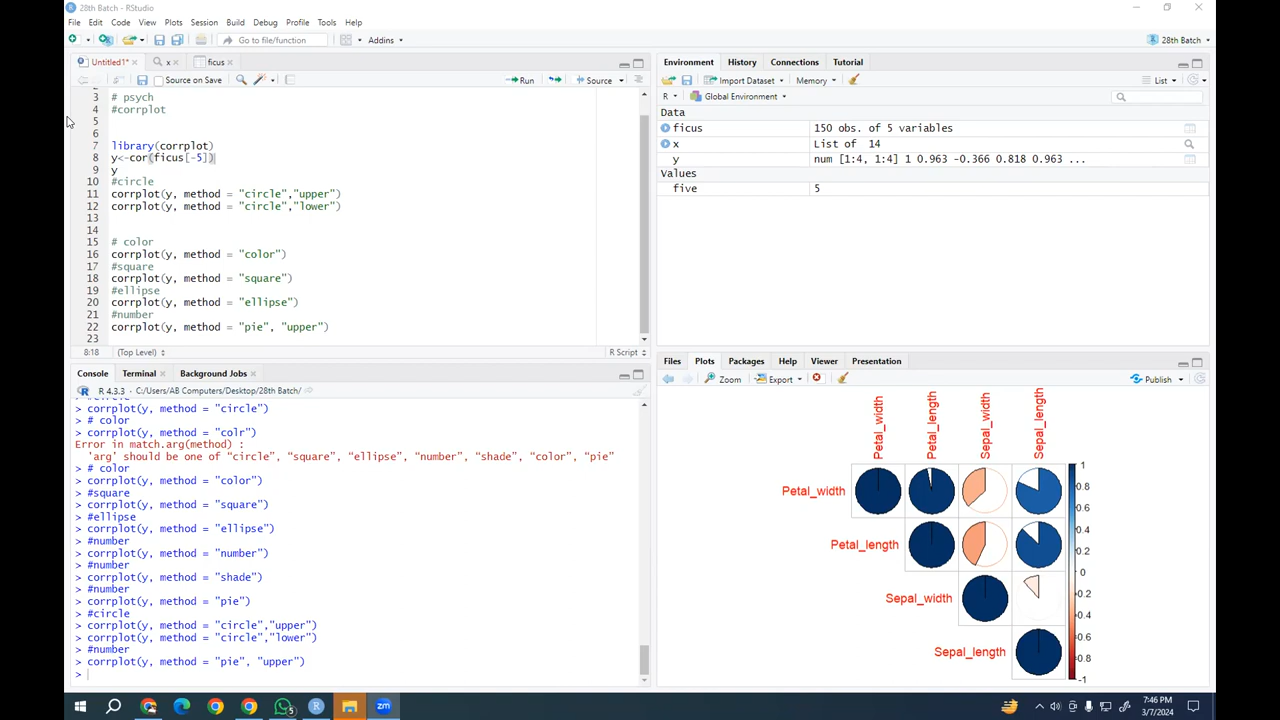 28th Batch - RStudio
File Edit Code View Plots Session Build Debug Profile Tools Help
Go to file/function Addins 28th Batch
Untitled1* x ficus
Source on Save Run Source
3 # psych
4 #corrplot
5
6
7 library(corrplot)
8 y<-cor(ficus[-5])
9 y
10 #circle
11 corrplot(y, method = "circle","upper")
12 corrplot(y, method = "circle","lower")
13
14
15 # color
16 corrplot(y, method = "color")
17 #square
18 corrplot(y, method = "square")
19 #ellipse
20 corrplot(y, method = "ellipse")
21 #number
22 corrplot(y, method = "pie", "upper")
23
8:18 (Top Level) R Script
Console Terminal Background Jobs
R 4.3.3 · C:/Users/AB Computers/Desktop/28th Batch/
> corrplot(y, method = "circle")
> # color
> corrplot(y, method = "colr")
Error in match.arg(method) :
'arg' should be one of "circle", "square", "ellipse", "number", "shade", "color", "pie"
> # color
> corrplot(y, method = "color")
> #square
> corrplot(y, method = "square")
> #ellipse
> corrplot(y, method = "ellipse")
> #number
> corrplot(y, method = "number")
> #number
> corrplot(y, method = "shade")
> #number
> corrplot(y, method = "pie")
> #circle
> corrplot(y, method = "circle","upper")
> corrplot(y, method = "circle","lower")
> #number
> corrplot(y, method = "pie", "upper")
>
Environment History Connections Tutorial
Import Dataset Memory List
R Global Environment
Data
ficus 150 obs. of 5 variables
x List of 14
y num [1:4, 1:4] 1 0.963 -0.366 0.818 0.963 ...
Values
five 5
Files Plots Packages Help Viewer Presentation
Zoom Export Publish
Petal_width Petal_length Sepal_width Sepal_length
Petal_width
Petal_length
Sepal_width
Sepal_length
1
0.8
0.6
0.4
0.2
0
-0.2
-0.4
-0.6
-0.8
-1
5
zm
7:46 PM
3/7/2024